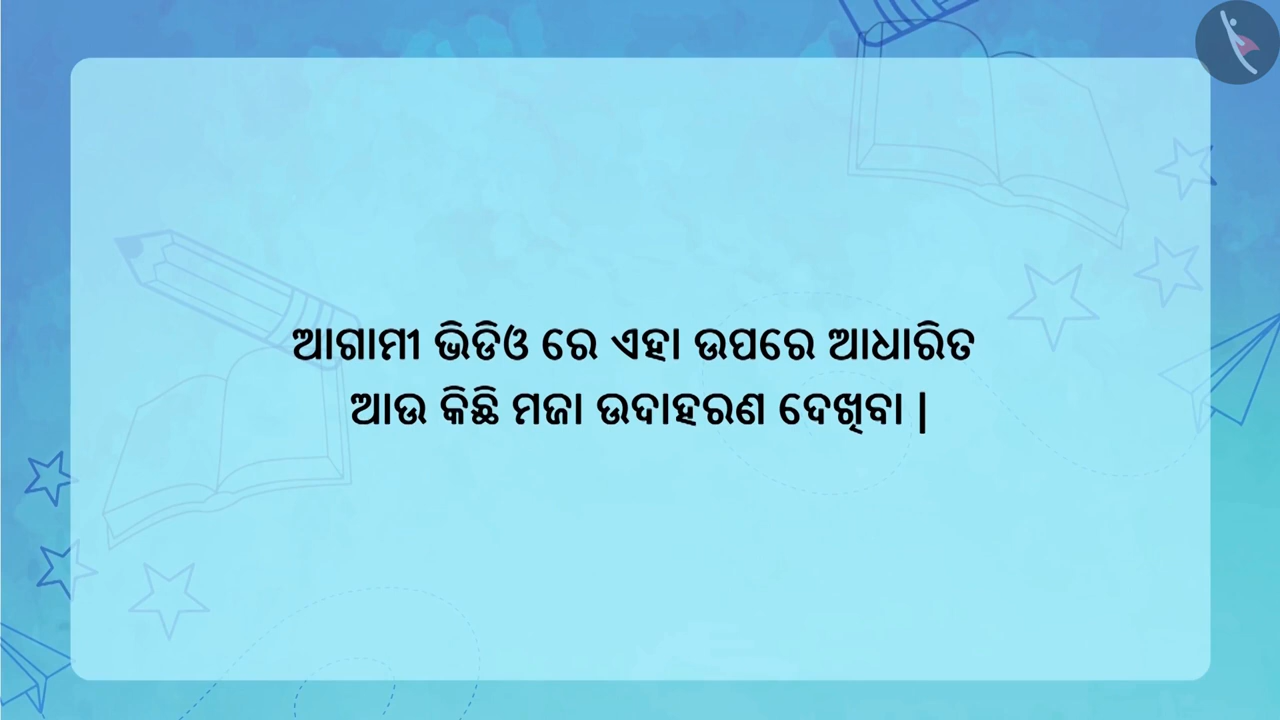 ଆଗାମୀ ଭିଡିଓ ରେ ଏହା ଉପରେ ଆଧାରିତ
ଆଉ କିଛି ମଜା ଉଦାହରଣ ଦେଖିବା |